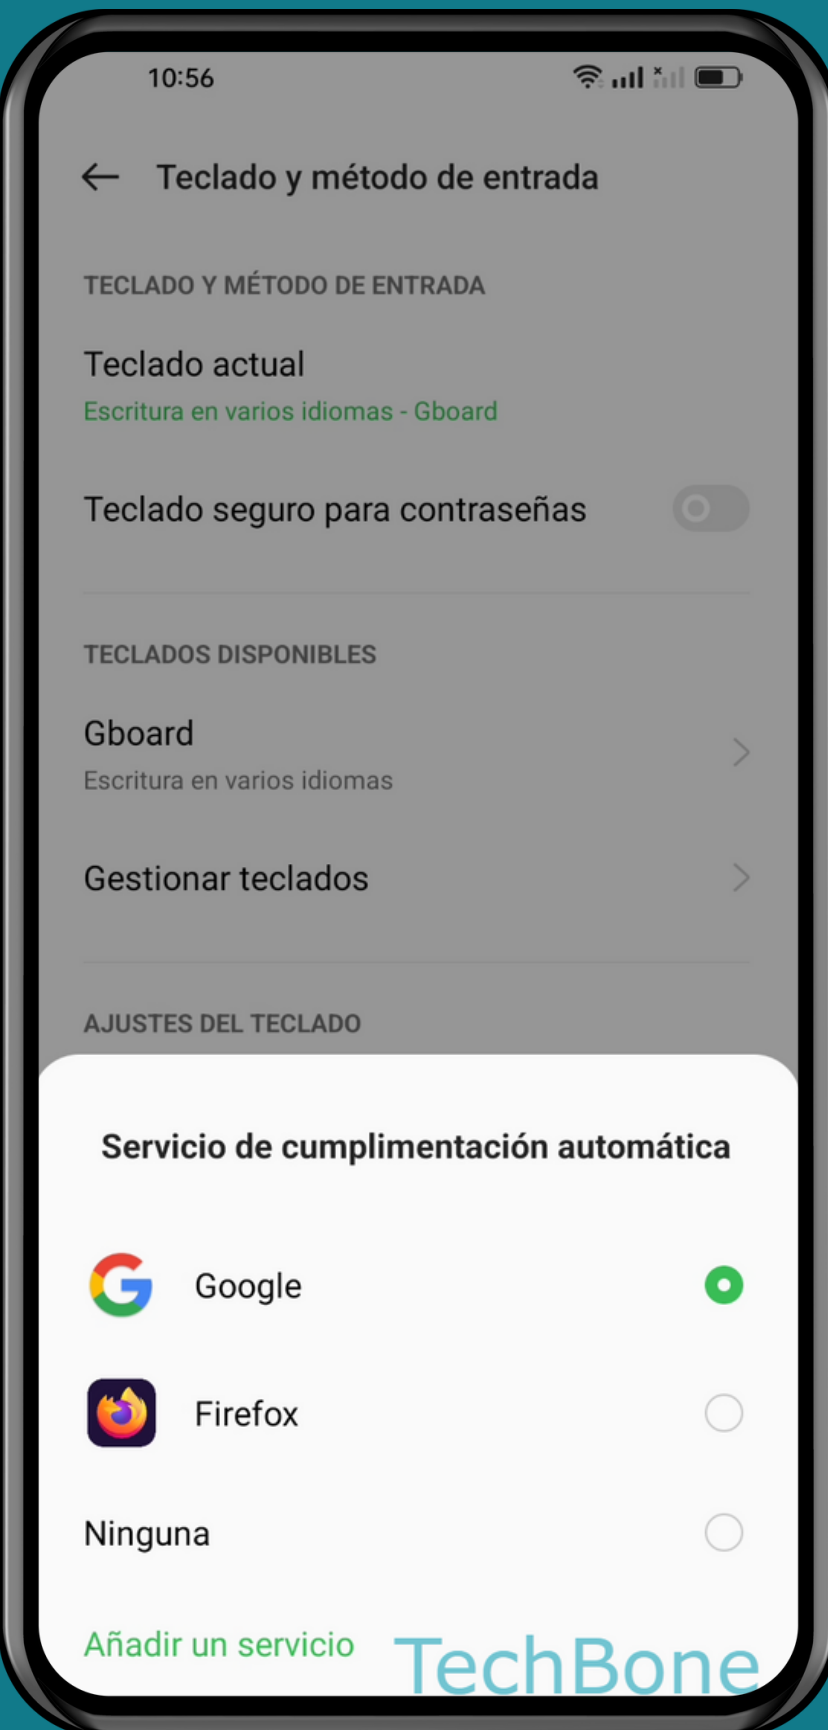 10:56
Teclado y método de entrada
TECLADO Y MÉTODO DE ENTRADA
Teclado actual
Escritura en varios idiomas - Gboard
Teclado seguro para contraseñas
TECLADOS DISPONIBLES
Gboard
Escritura en varios idiomas
Gestionar teclados
AJUSTES DEL TECLADO
Servicio de cumplimentación automática
Google
Firefox
Ninguna
Añadir un servicio
TechBone